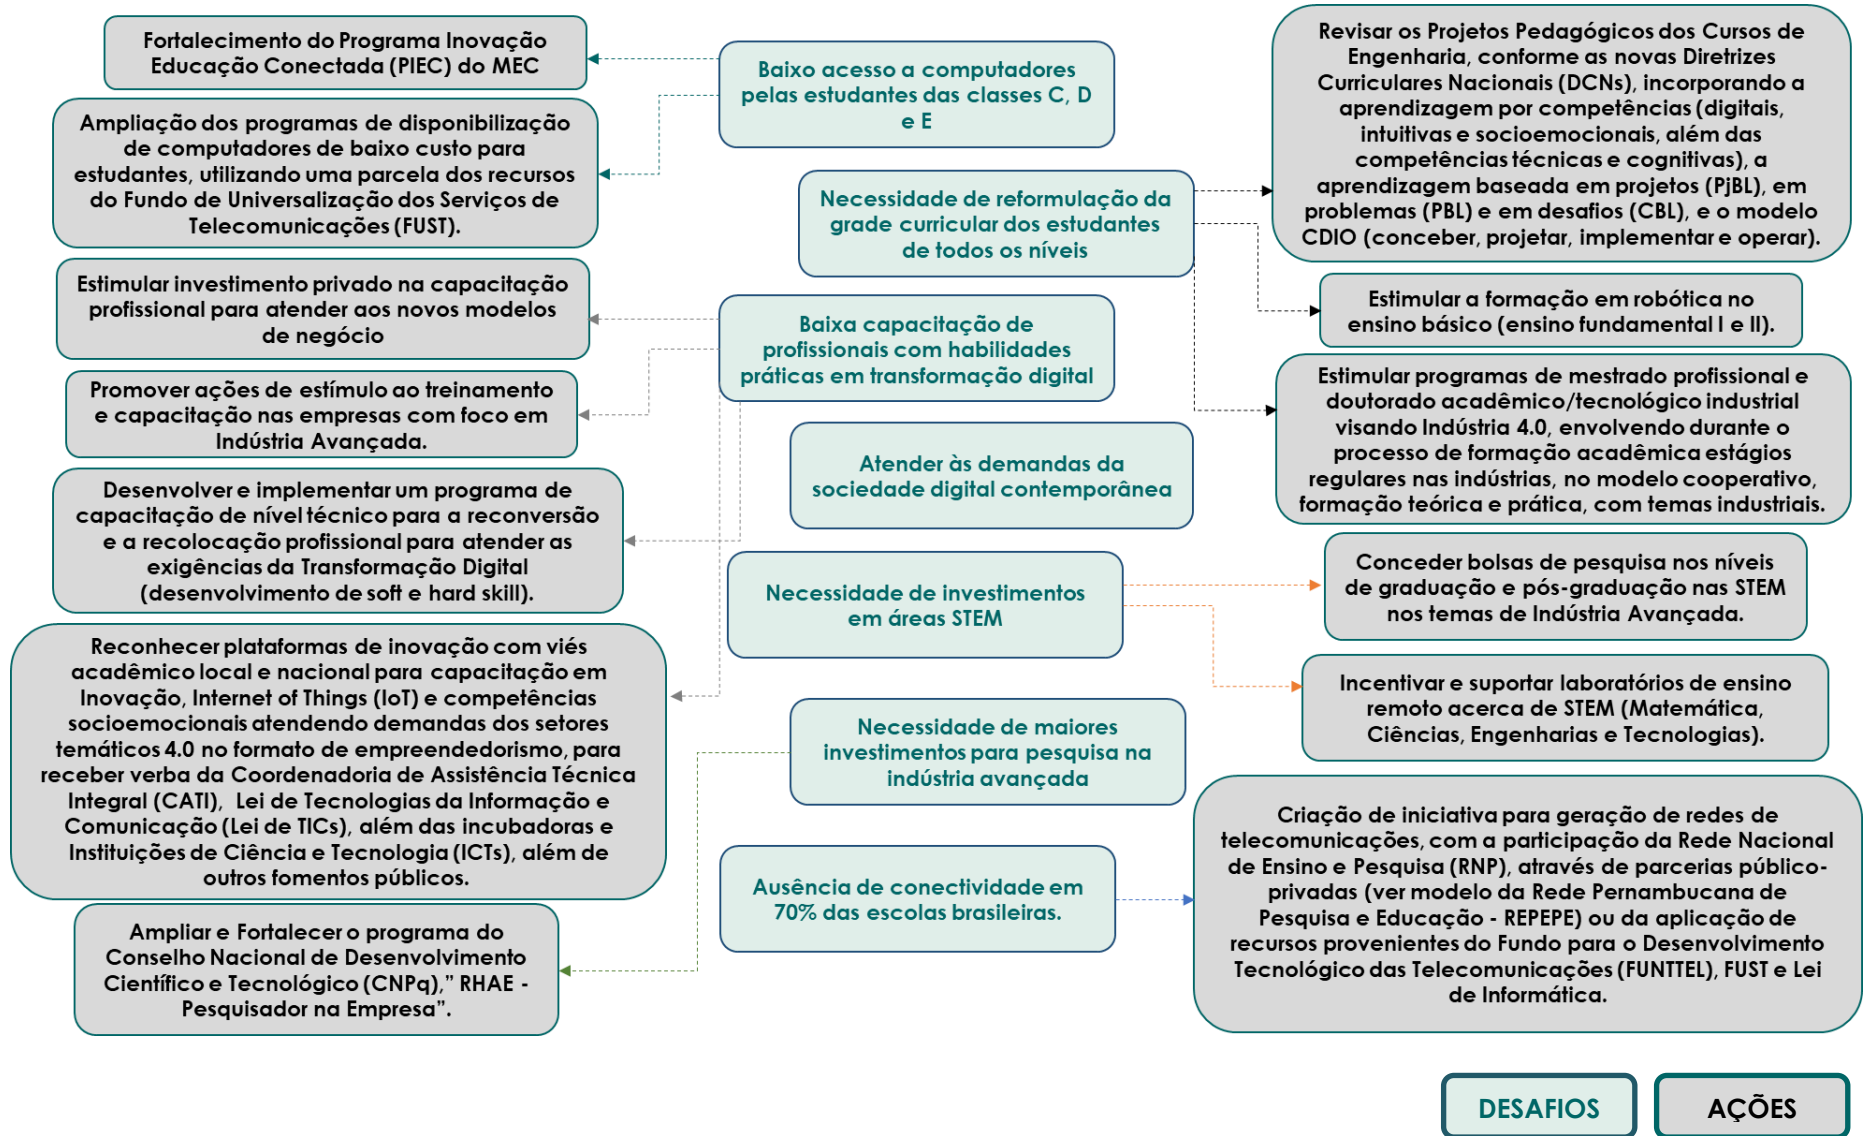 Fortalecimento do Programa Inovação
Educação Conectada (PIEC) do MEC
Ampliação dos programas de disponibilização
de computadores de baixo custo para
estudantes, utilizando uma parcela dos recursos
do Fundo de Universalização dos Serviços de
Telecomunicações (FUST).
Estimular investimento privado na capacitação
profissional para atender aos novos modelos
de negócio
Promover ações de estímulo ao treinamento
e capacitação nas empresas com foco em
Indústria Avançada.
Desenvolver e implementar um programa de
capacitação de nível técnico para a reconversão
e a recolocação profissional para atender as
exigências da Transformação Digital
(desenvolvimento de soft e hard skill).
Reconhecer plataformas de inovação com viés
acadêmico local e nacional para capacitação em
Inovação, Internet of Things (IoT) e competências
socioemocionais atendendo demandas dos setores
temáticos 4.0 no formato de empreendedorismo, para
receber verba da Coordenadoria de Assistência Técnica
Integral (CATI), Lei de Tecnologias da Informação e
Comunicação (Lei de TICs), além das incubadoras e
Instituições de Ciência e Tecnologia (ICTs), além de
outros fomentos públicos.
Ampliar e Fortalecer o programa do
Conselho Nacional de Desenvolvimento
Científico e Tecnológico (CNPq),” RHAE -
Pesquisador na Empresa”.
Baixo acesso a computadores
pelas estudantes das classes C, D
e E
Necessidade de reformulação da
grade curricular dos estudantes
de todos os níveis
Baixa capacitação de
profissionais com habilidades
práticas em transformação digital
Atender às demandas da
sociedade digital contemporânea
Necessidade de investimentos
em áreas STEM
Necessidade de maiores
investimentos para pesquisa na
indústria avançada
Ausência de conectividade em
70% das escolas brasileiras.
Revisar os Projetos Pedagógicos dos Cursos de
Engenharia, conforme as novas Diretrizes
Curriculares Nacionais (DCNs), incorporando a
aprendizagem por competências (digitais,
intuitivas e socioemocionais, além das
competências técnicas e cognitivas), a
aprendizagem baseada em projetos (PjBL), em
problemas (PBL) e em desafios (CBL), e o modelo
CDIO (conceber, projetar, implementar e operar).
Estimular a formação em robótica no
ensino básico (ensino fundamental I e II).
Estimular programas de mestrado profissional e
doutorado acadêmico/tecnológico industrial
visando Indústria 4.0, envolvendo durante o
processo de formação acadêmica estágios
regulares nas indústrias, no modelo cooperativo,
formação teórica e prática, com temas industriais.
Conceder bolsas de pesquisa nos níveis
de graduação e pós-graduação nas STEM
nos temas de Indústria Avançada.
Incentivar e suportar laboratórios de ensino
remoto acerca de STEM (Matemática,
Ciências, Engenharias e Tecnologias).
Criação de iniciativa para geração de redes de
telecomunicações, com a participação da Rede Nacional
de Ensino e Pesquisa (RNP), através de parcerias público-
privadas (ver modelo da Rede Pernambucana de
Pesquisa e Educação - REPEPE) ou da aplicação de
recursos provenientes do Fundo para o Desenvolvimento
Tecnológico das Telecomunicações (FUNTTEL), FUST e Lei
de Informática.
DESAFIOS
AÇÕES